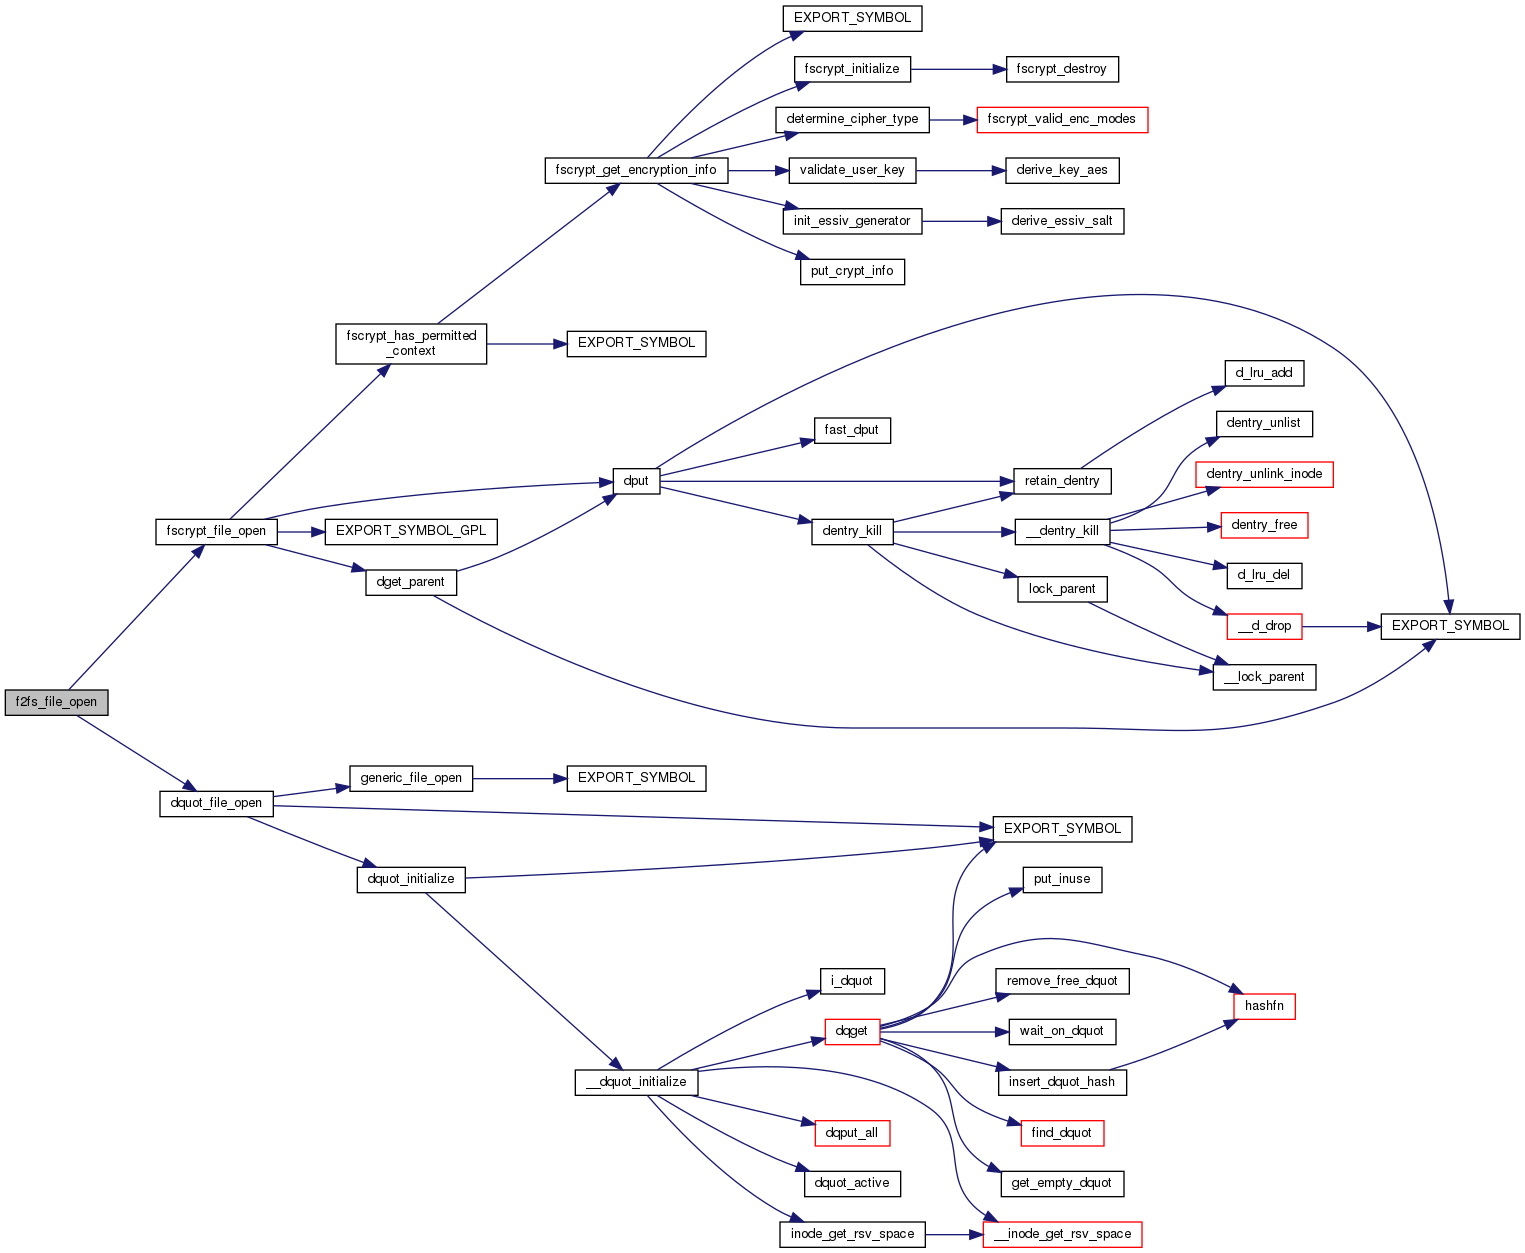 EXPORT_SYMBOL
fscrypt_initialize
fscrypt_destroy
determine_cipher_type
fscrypt_valid_enc_modes
fscrypt_get_encryption_info
validate_user_key
derive_key_aes
init_essiv_generator
derive_essiv_salt
put_crypt_info
fscrypt_has_permitted
_context
EXPORT_SYMBOL
d_lru_add
dentry_unlist
fast_dput
dentry_unlink_inode
dput
retain_dentry
fscrypt_file_open
EXPORT_SYMBOL_GPL
dentry_kill
__dentry_kill
dentry_free
dget_parent
lock_parent
d_lru_del
__d_drop
EXPORT_SYMBOL
__lock_parent
f2fs_file_open
generic_file_open
EXPORT_SYMBOL
dquot_file_open
EXPORT_SYMBOL
dquot_initialize
put_inuse
i_dquot
remove_free_dquot
hashfn
dqget
wait_on_dquot
__dquot_initialize
insert_dquot_hash
dqput_all
find_dquot
dquot_active
get_empty_dquot
inode_get_rsv_space
__inode_get_rsv_space